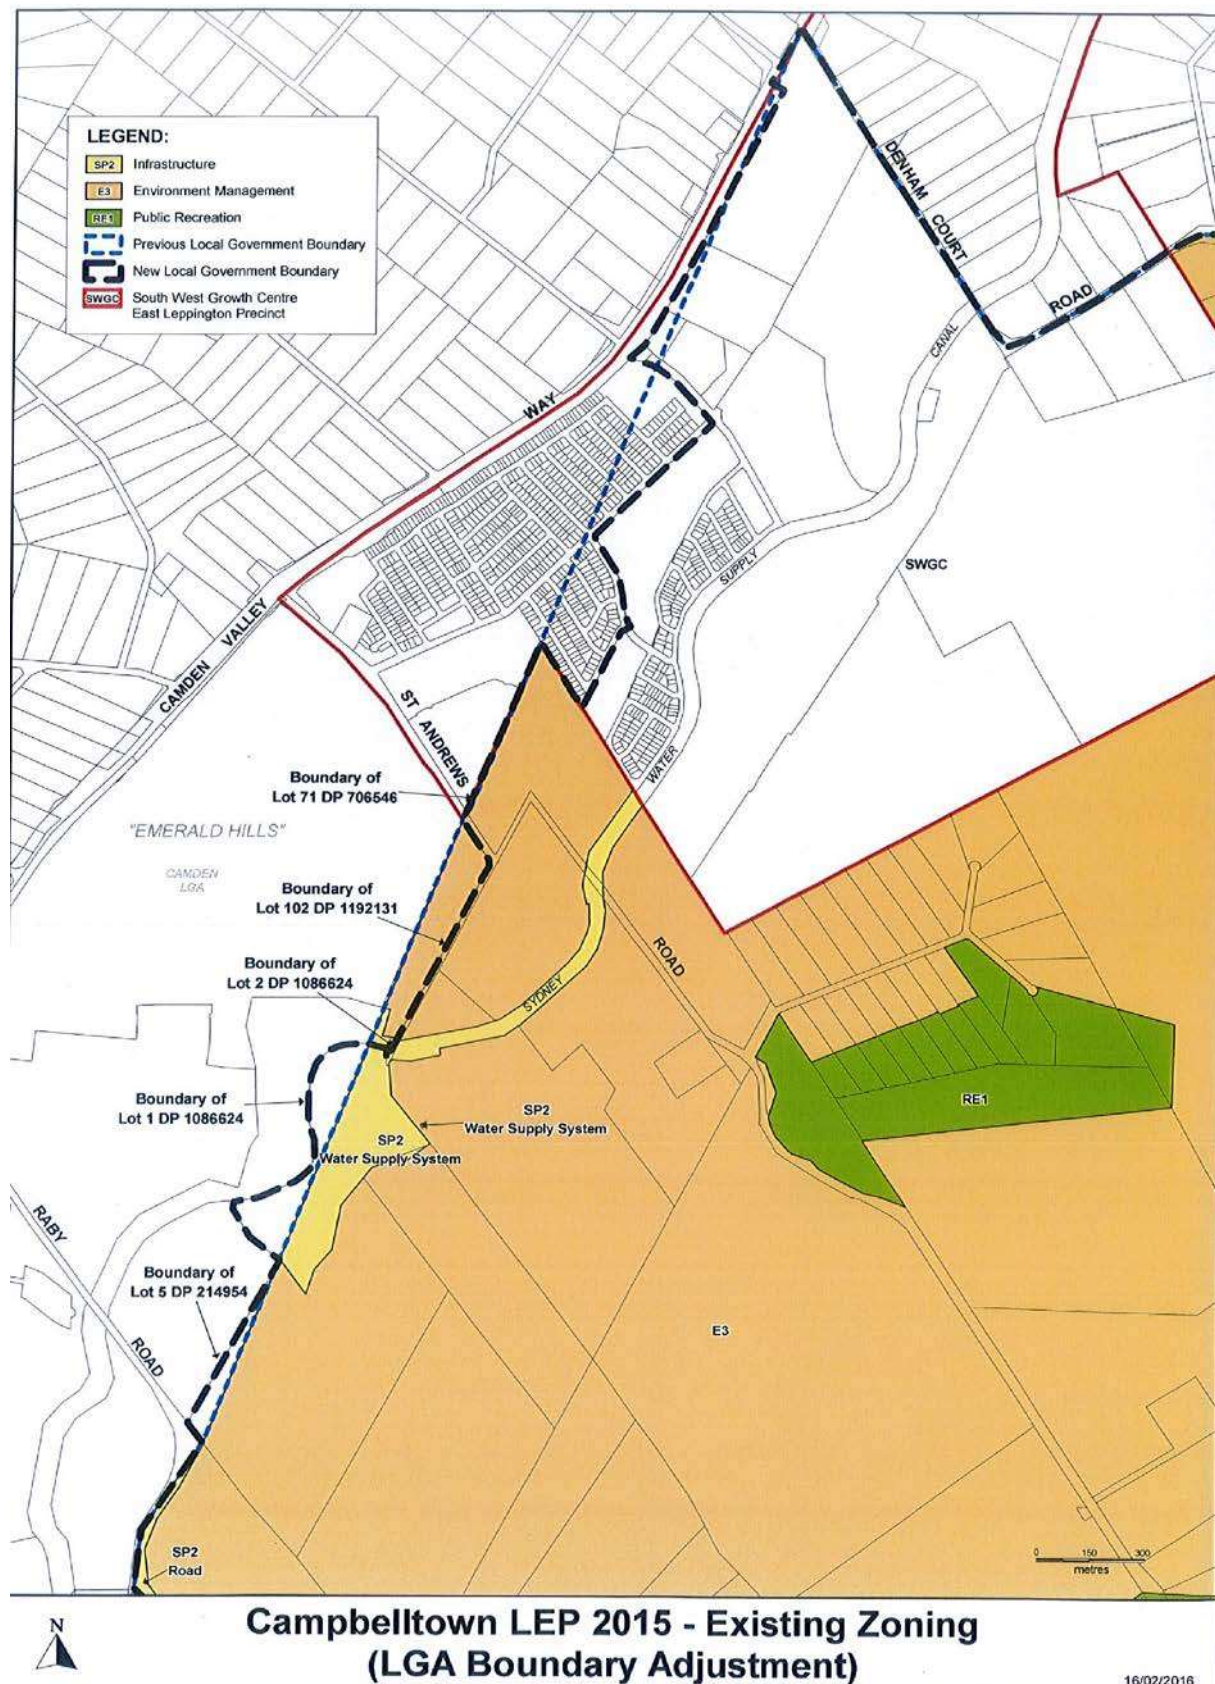 LEGEND:
SP2 Infrastructure
E3 Environment Management
RE1 Public Recreation
Previous Local Government Boundary
New Local Government Boundary
SWGC South West Growth Centre
East Leppington Precinct
DENHAM COURT
ROAD
CANAL
WAY
SUPPLY
SWGC
CAMDEN VALLEY
ST ANDREWS
WATER
Boundary of
Lot 71 DP 706546
"EMERALD HILLS"
CAMDEN
LGA
Boundary of
Lot 102 DP 1192131
ROAD
Boundary of
Lot 2 DP 1086624
SYDNEY
Boundary of
Lot 1 DP 1086624
SP2
Water Supply System
RE1
SP2
Water Supply System
RABY
ROAD
Boundary of
Lot 5 DP 214954
E3
SP2
Road
0 150 300
metres
N
Campbelltown LEP 2015 - Existing Zoning
(LGA Boundary Adjustment)
16/02/2016